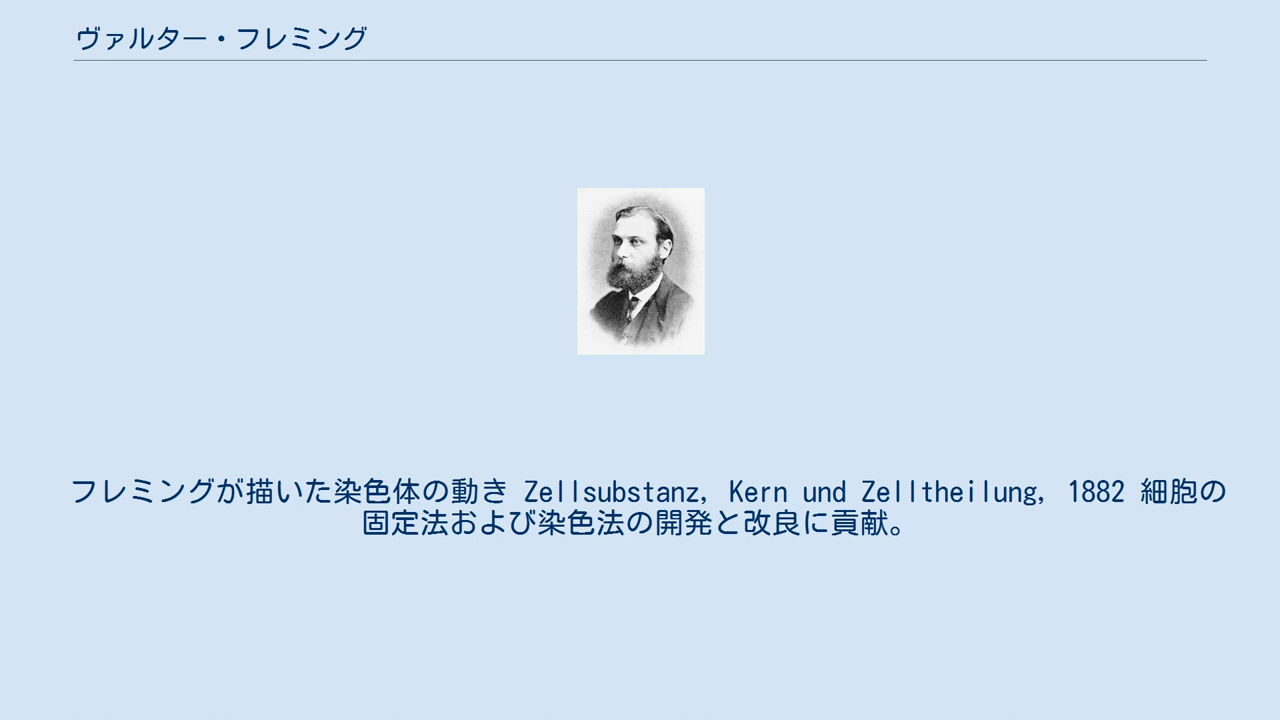 ヴァルター・フレミング
フレミングが描いた染色体の動き Zellsubstanz, Kern und Zelltheilung, 1882 細胞の
固定法および染色法の開発と改良に貢献。